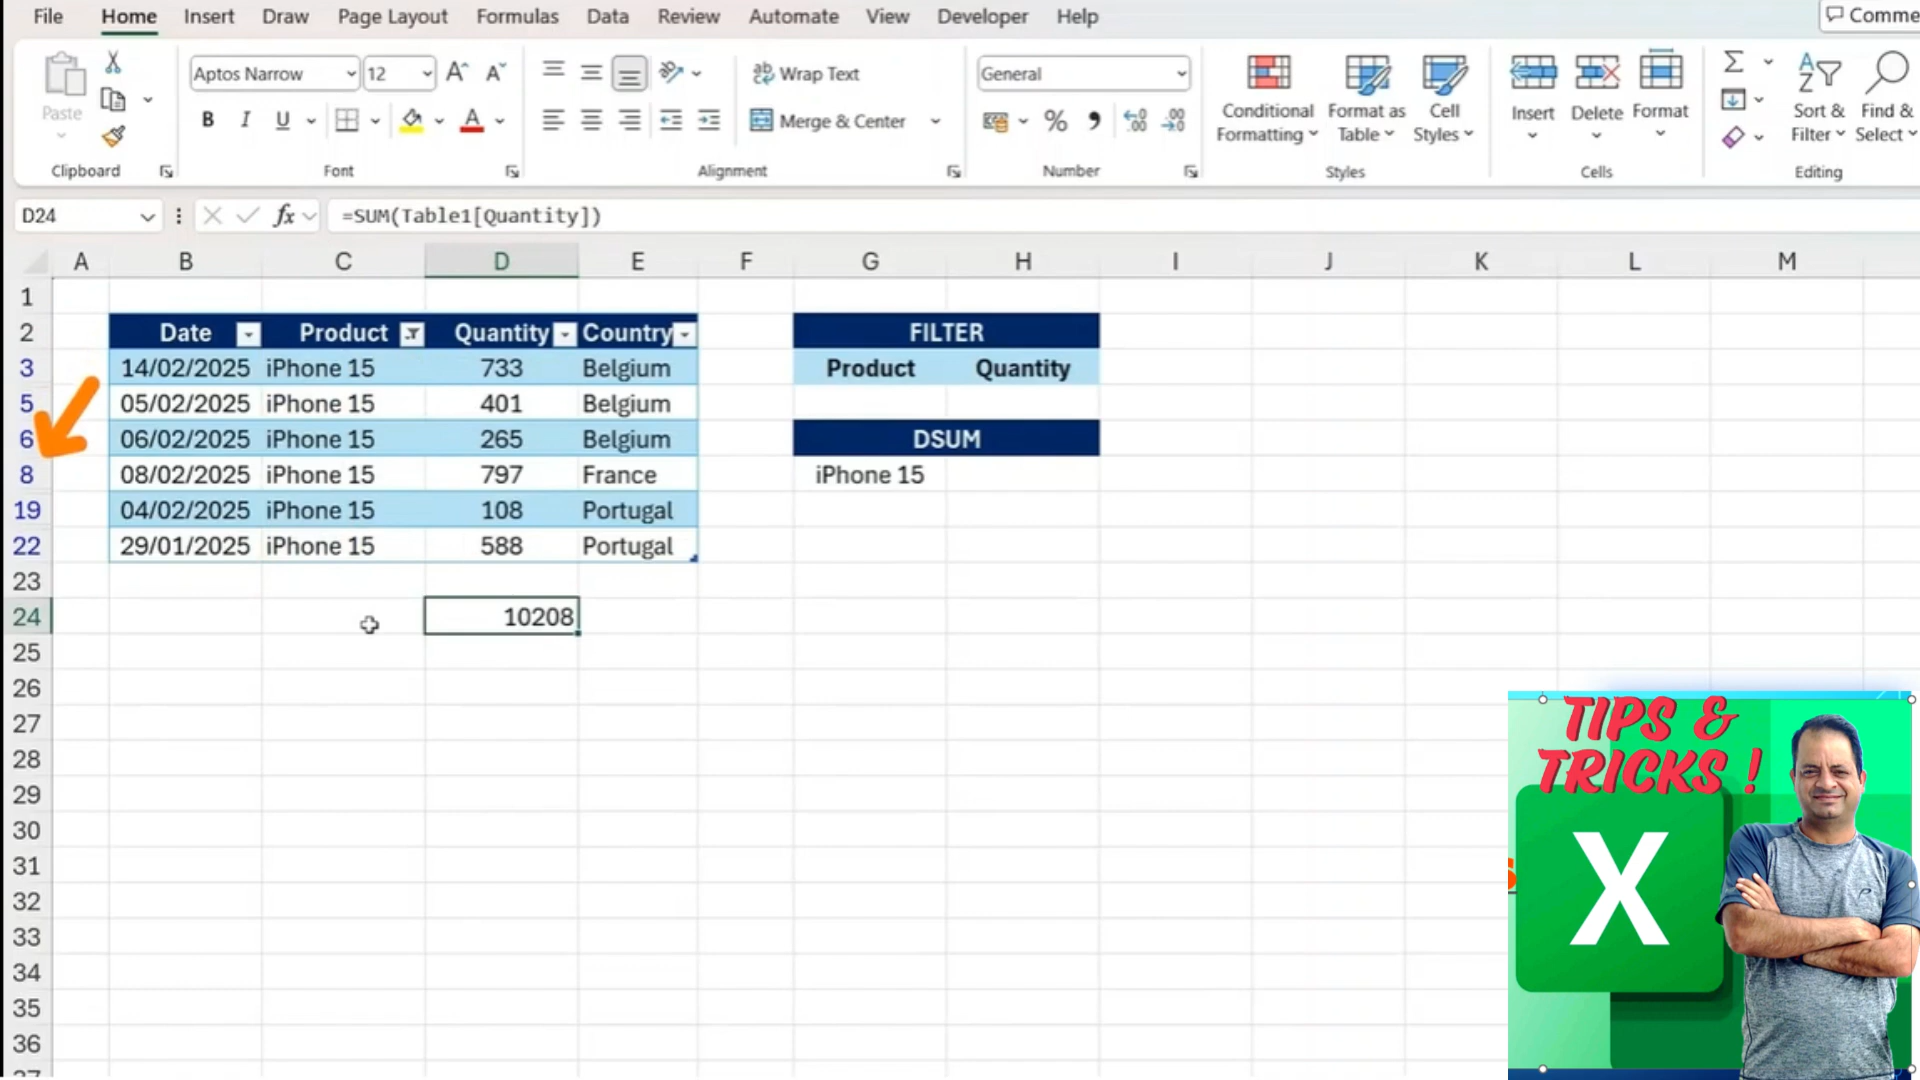 File Home Insert Draw Page Layout Formulas Data Review Automate View Developer Help
Paste
Clipboard
Aptos Narrow 12
B I U
Font
Wrap Text
Merge & Center
Alignment
General
% ,
Number
Conditional Formatting
Format as Table
Cell Styles
Styles
Insert
Delete
Format
Cells
Sort & Filter
Find & Select
Editing
D24
fx =SUM(Table1[Quantity])
A B C D E F G H I J K L M
1
2 Date Product Quantity Country FILTER
3 14/02/2025 iPhone 15 733 Belgium Product Quantity
5 05/02/2025 iPhone 15 401 Belgium
6 06/02/2025 iPhone 15 265 Belgium DSUM
8 08/02/2025 iPhone 15 797 France iPhone 15
19 04/02/2025 iPhone 15 108 Portugal
22 29/01/2025 iPhone 15 588 Portugal
23
24 10208
25
26
27
28
29
30
31
32
33
34
35
36
TIPS &
TRICKS !
X